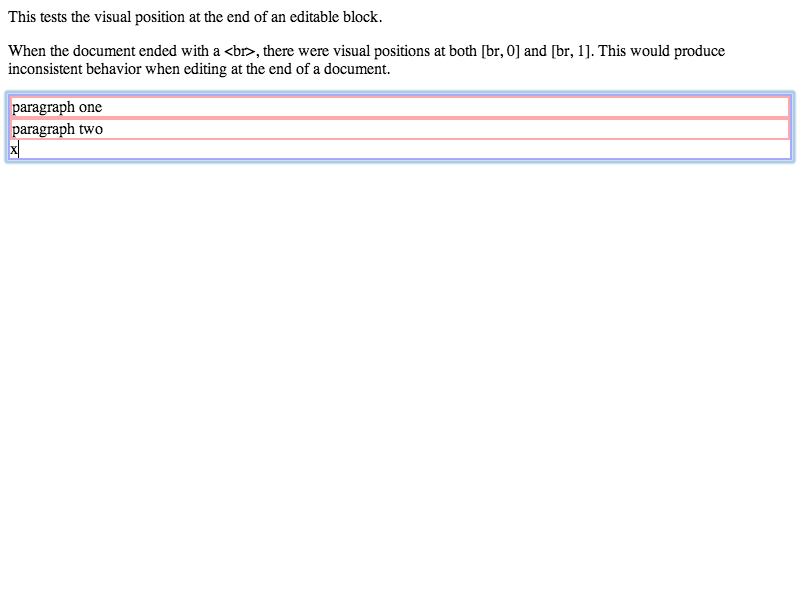 This tests the visual position at the end of an editable block.
When the document ended with a <br>, there were visual positions at both [br, 0] and [br, 1]. This would produce
inconsistent behavior when editing at the end of a document.
paragraph one
paragraph two
x